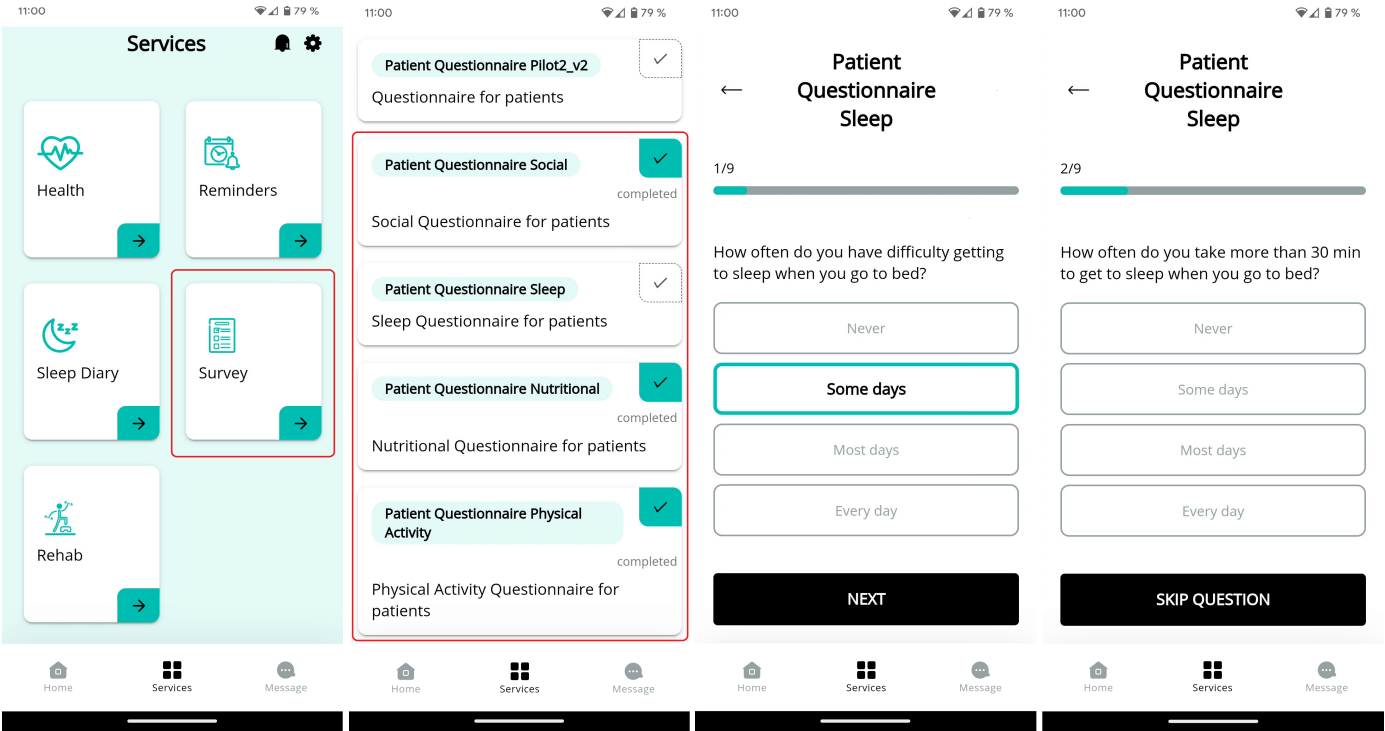 11:00
79 %
Services
Health
Reminders
Sleep Diary
Survey
Rehab
Home
Services
Message
11:00
79 %
Patient Questionnaire Pilot2_v2
Questionnaire for patients
Patient Questionnaire Social
completed
Social Questionnaire for patients
Patient Questionnaire Sleep
Sleep Questionnaire for patients
Patient Questionnaire Nutritional
completed
Nutritional Questionnaire for patients
Patient Questionnaire Physical
Activity
completed
Physical Activity Questionnaire for
patients
Home
Services
Message
11:00
79 %
Patient
Questionnaire
Sleep
1/9
How often do you have difficulty getting
to sleep when you go to bed?
Never
Some days
Most days
Every day
NEXT
Home
Services
Message
11:00
79 %
Patient
Questionnaire
Sleep
2/9
How often do you take more than 30 min
to get to sleep when you go to bed?
Never
Some days
Most days
Every day
SKIP QUESTION
Home
Services
Message